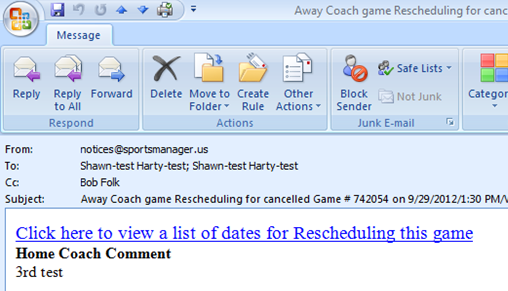 Away Coach game Rescheduling for canc
Message
Reply
Reply to All
Forward
Delete
Move to Folder
Create Rule
Other Actions
Block Sender
Safe Lists
Not Junk
Categor
Respond
Actions
Junk E-mail
From: notices@sportsmanager.us
To: Shawn-test Harty-test; Shawn-test Harty-test
Cc: Bob Folk
Subject: Away Coach game Rescheduling for cancelled Game # 742054 on 9/29/2012/1:30 PM/
Click here to view a list of dates for Rescheduling this game
Home Coach Comment
3rd test